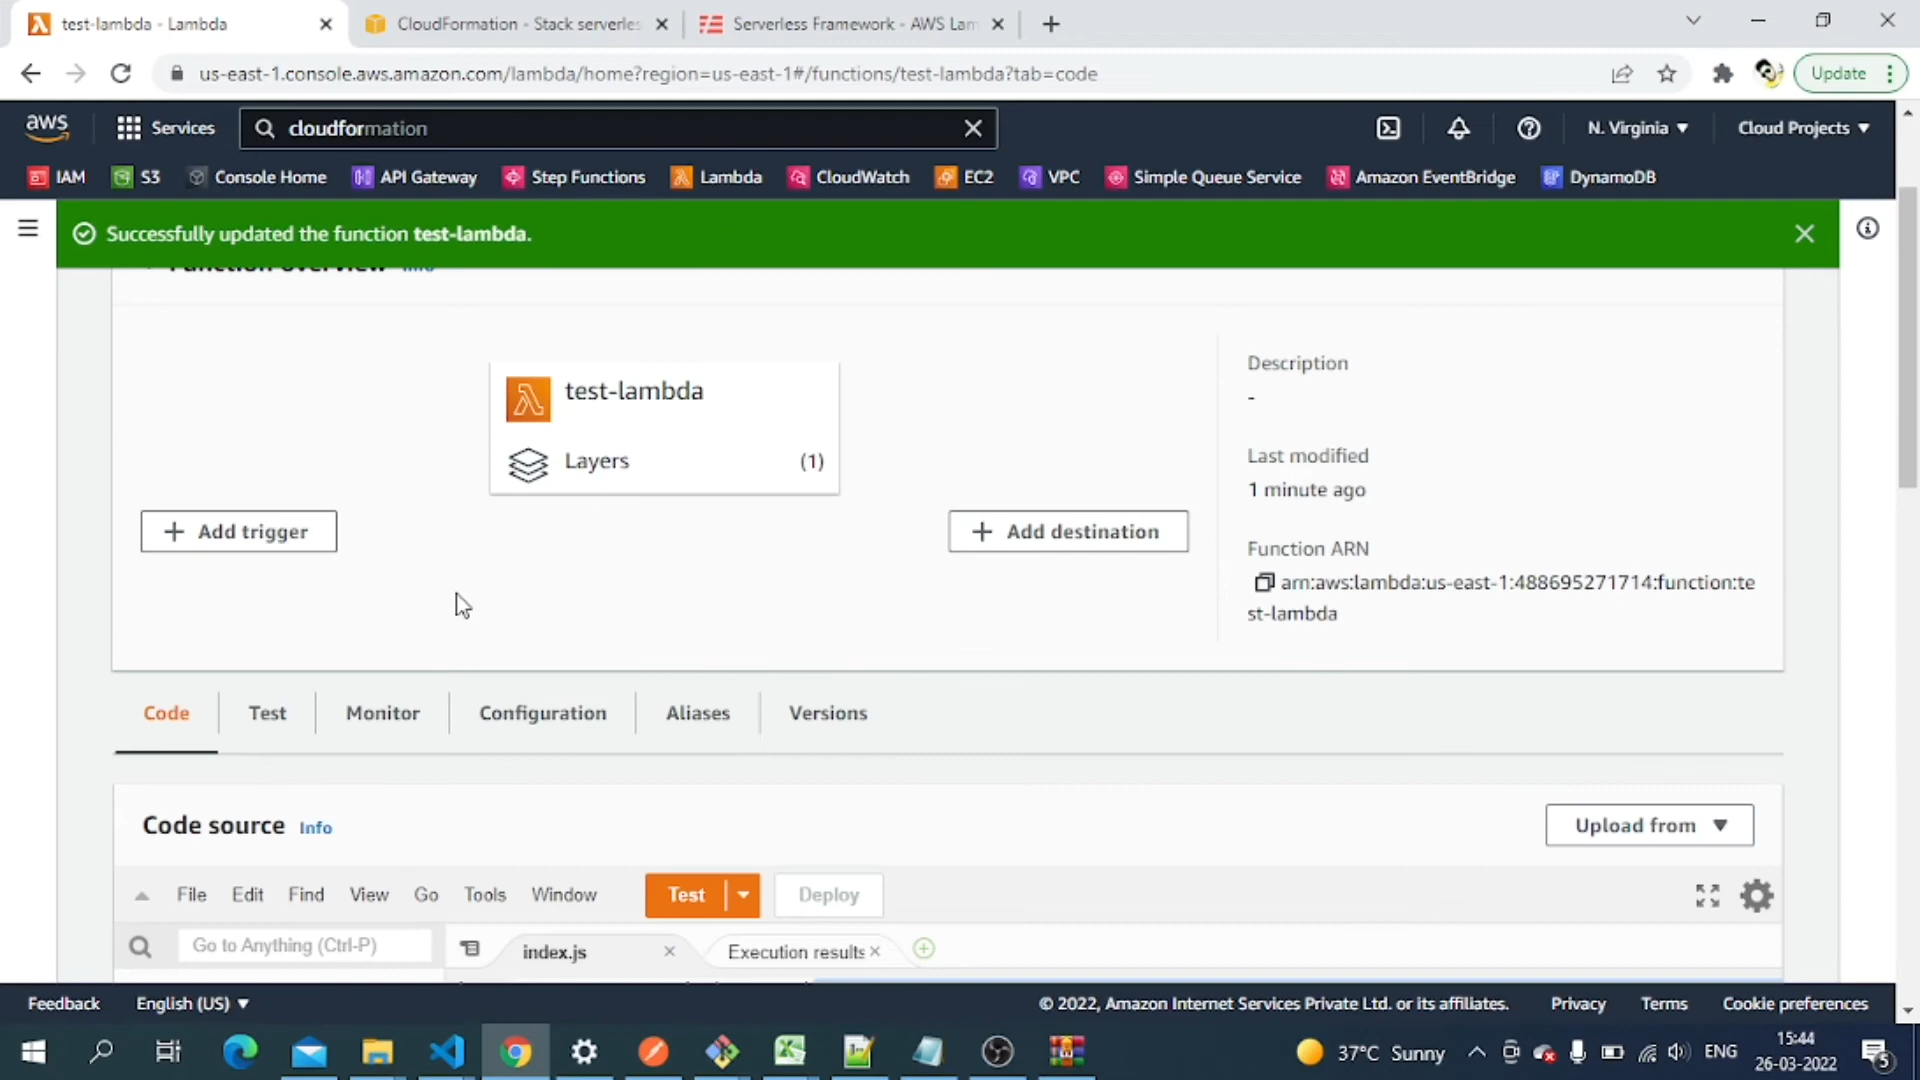 test-lambda - Lambda
CloudFormation - Stack serverles
Serverless Framework - AWS Lam
us-east-1.console.aws.amazon.com/lambda/home?region=us-east-1#/functions/test-lambda?tab=code
Update
aws
Services
cloudformation
N. Virginia
Cloud Projects
IAM
S3
Console Home
API Gateway
Step Functions
Lambda
CloudWatch
EC2
VPC
Simple Queue Service
Amazon EventBridge
DynamoDB
Successfully updated the function test-lambda.
Function overview Info
test-lambda
Layers (1)
+ Add trigger
+ Add destination
Description
-
Last modified
1 minute ago
Function ARN
arn:aws:lambda:us-east-1:488695271714:function:te
st-lambda
Code
Test
Monitor
Configuration
Aliases
Versions
Code source Info
Upload from
File Edit Find View Go Tools Window
Test
Deploy
Go to Anything (Ctrl-P)
index.js
Execution results
Feedback
English (US)
© 2022, Amazon Internet Services Private Ltd. or its affiliates.
Privacy
Terms
Cookie preferences
37°C Sunny
ENG
15:44
26-03-2022
5